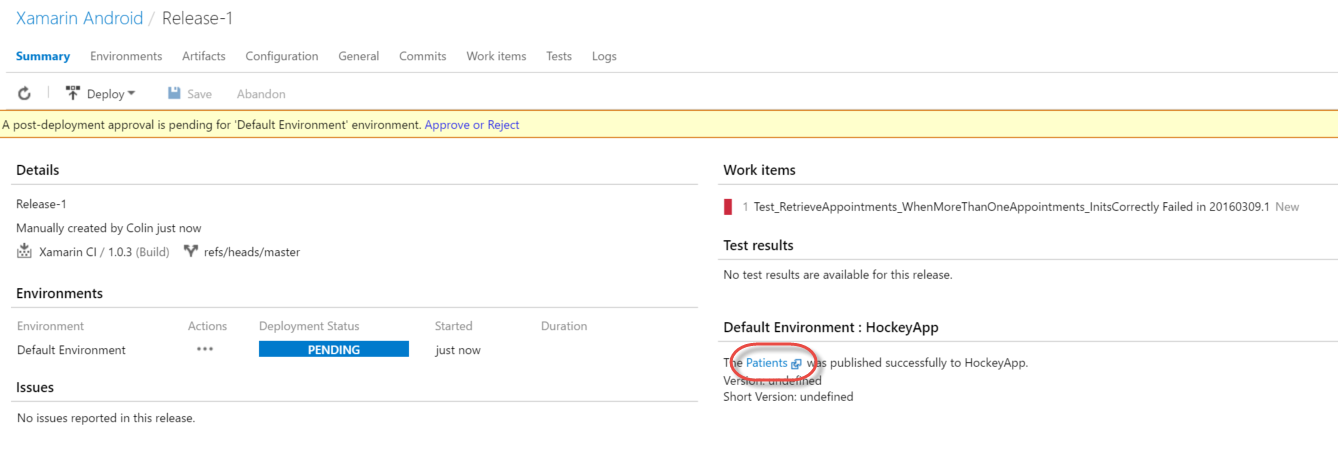 Xamarin Android / Release-1
Summary Environments Artifacts Configuration General Commits Work items Tests Logs
Deploy Save Abandon
A post-deployment approval is pending for 'Default Environment' environment. Approve or Reject
Details
Release-1
Manually created by Colin just now
Xamarin CI / 1.0.3 (Build) refs/heads/master
Environments
Environment Actions Deployment Status Started Duration
Default Environment ••• PENDING just now
Issues
No issues reported in this release.
Work items
1 Test_RetrieveAppointments_WhenMoreThanOneAppointments_InitsCorrectly Failed in 20160309.1 New
Test results
No test results are available for this release.
Default Environment : HockeyApp
The Patients was published successfully to HockeyApp.
Version: undefined
Short Version: undefined